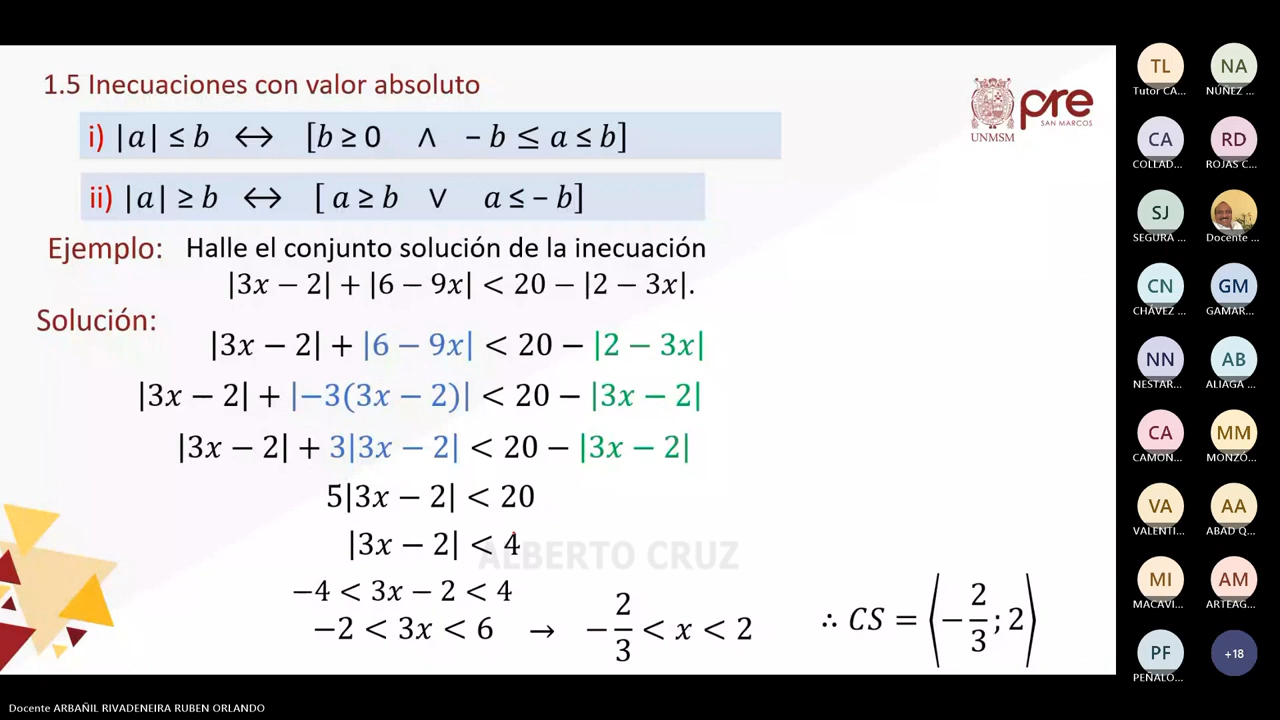 1.5 Inecuaciones con valor absoluto
UNMSM
pre
SAN MARCOS
i) |a| ≤ b ↔ [b ≥ 0 ∧ − b ≤ a ≤ b]
ii) |a| ≥ b ↔ [ a ≥ b ∨ a ≤ − b]
Ejemplo: Halle el conjunto solución de la inecuación
|3x − 2| + |6 − 9x| < 20 − |2 − 3x|.
Solución:
|3x − 2| + |6 − 9x| < 20 − |2 − 3x|
|3x − 2| + |−3(3x − 2)| < 20 − |3x − 2|
|3x − 2| + 3|3x − 2| < 20 − |3x − 2|
5|3x − 2| < 20
|3x − 2| < 4
ALBERTO CRUZ
−4 < 3x − 2 < 4
−2 < 3x < 6 → −2/3 < x < 2 ∴ CS = ⟨−2/3 ; 2⟩
TL NA
Tutor CA... NÚÑEZ ...
CA RD
COLLAD... ROJAS C...
SJ
SEGURA ... Docente ...
CN GM
CHÁVEZ ... GAMAR...
NN AB
NESTAR... ALIAGA ...
CA MM
CAMON... MONZÓ...
VA AA
VALENTI... ABAD Q...
MI AM
MACAVI... ARTEAG...
PF +18
PEÑALO...
Docente ARBAÑIL RIVADENEIRA RUBEN ORLANDO